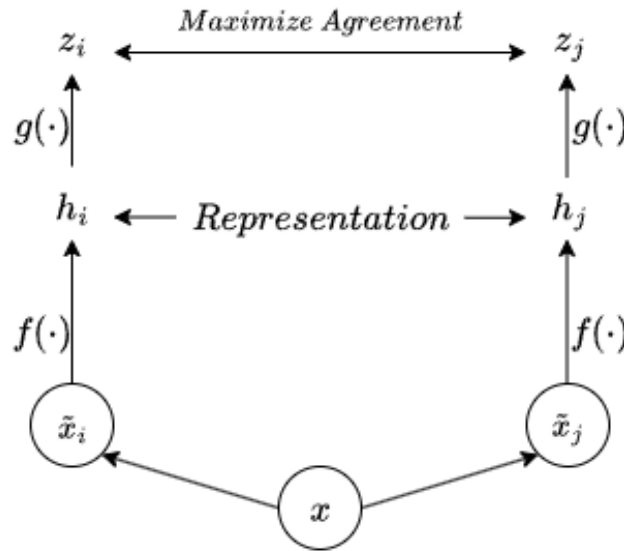 Maximize Agreement
z_i z_j
g(·) g(·)
h_i Representation h_j
f(·) f(·)
x̃_i x̃_j
x